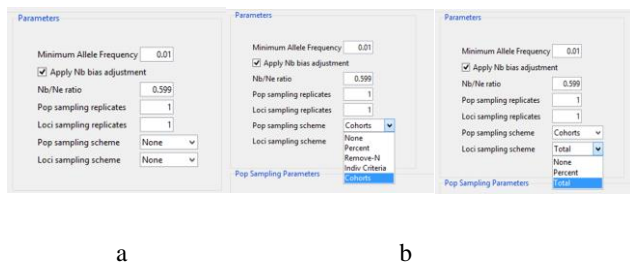 Parameters
Minimum Allele Frequency 0.01
Apply Nb bias adjustment
Nb/Ne ratio 0.599
Pop sampling replicates 1
Loci sampling replicates 1
Pop sampling scheme None
Loci sampling scheme None
Parameters
Minimum Allele Frequency 0.01
Apply Nb bias adjustment
Nb/Ne ratio 0.599
Pop sampling replicates 1
Loci sampling replicates 1
Pop sampling scheme Cohorts
Loci sampling scheme
None
Percent
Remove-N
Indiv Criteria
Cohorts
Pop Sampling Parameters
Parameters
Minimum Allele Frequency 0.01
Apply Nb bias adjustment
Nb/Ne ratio 0.599
Pop sampling replicates 1
Loci sampling replicates 1
Pop sampling scheme Cohorts
Loci sampling scheme Total
None
Percent
Total
Pop Sampling Parameters
a
b